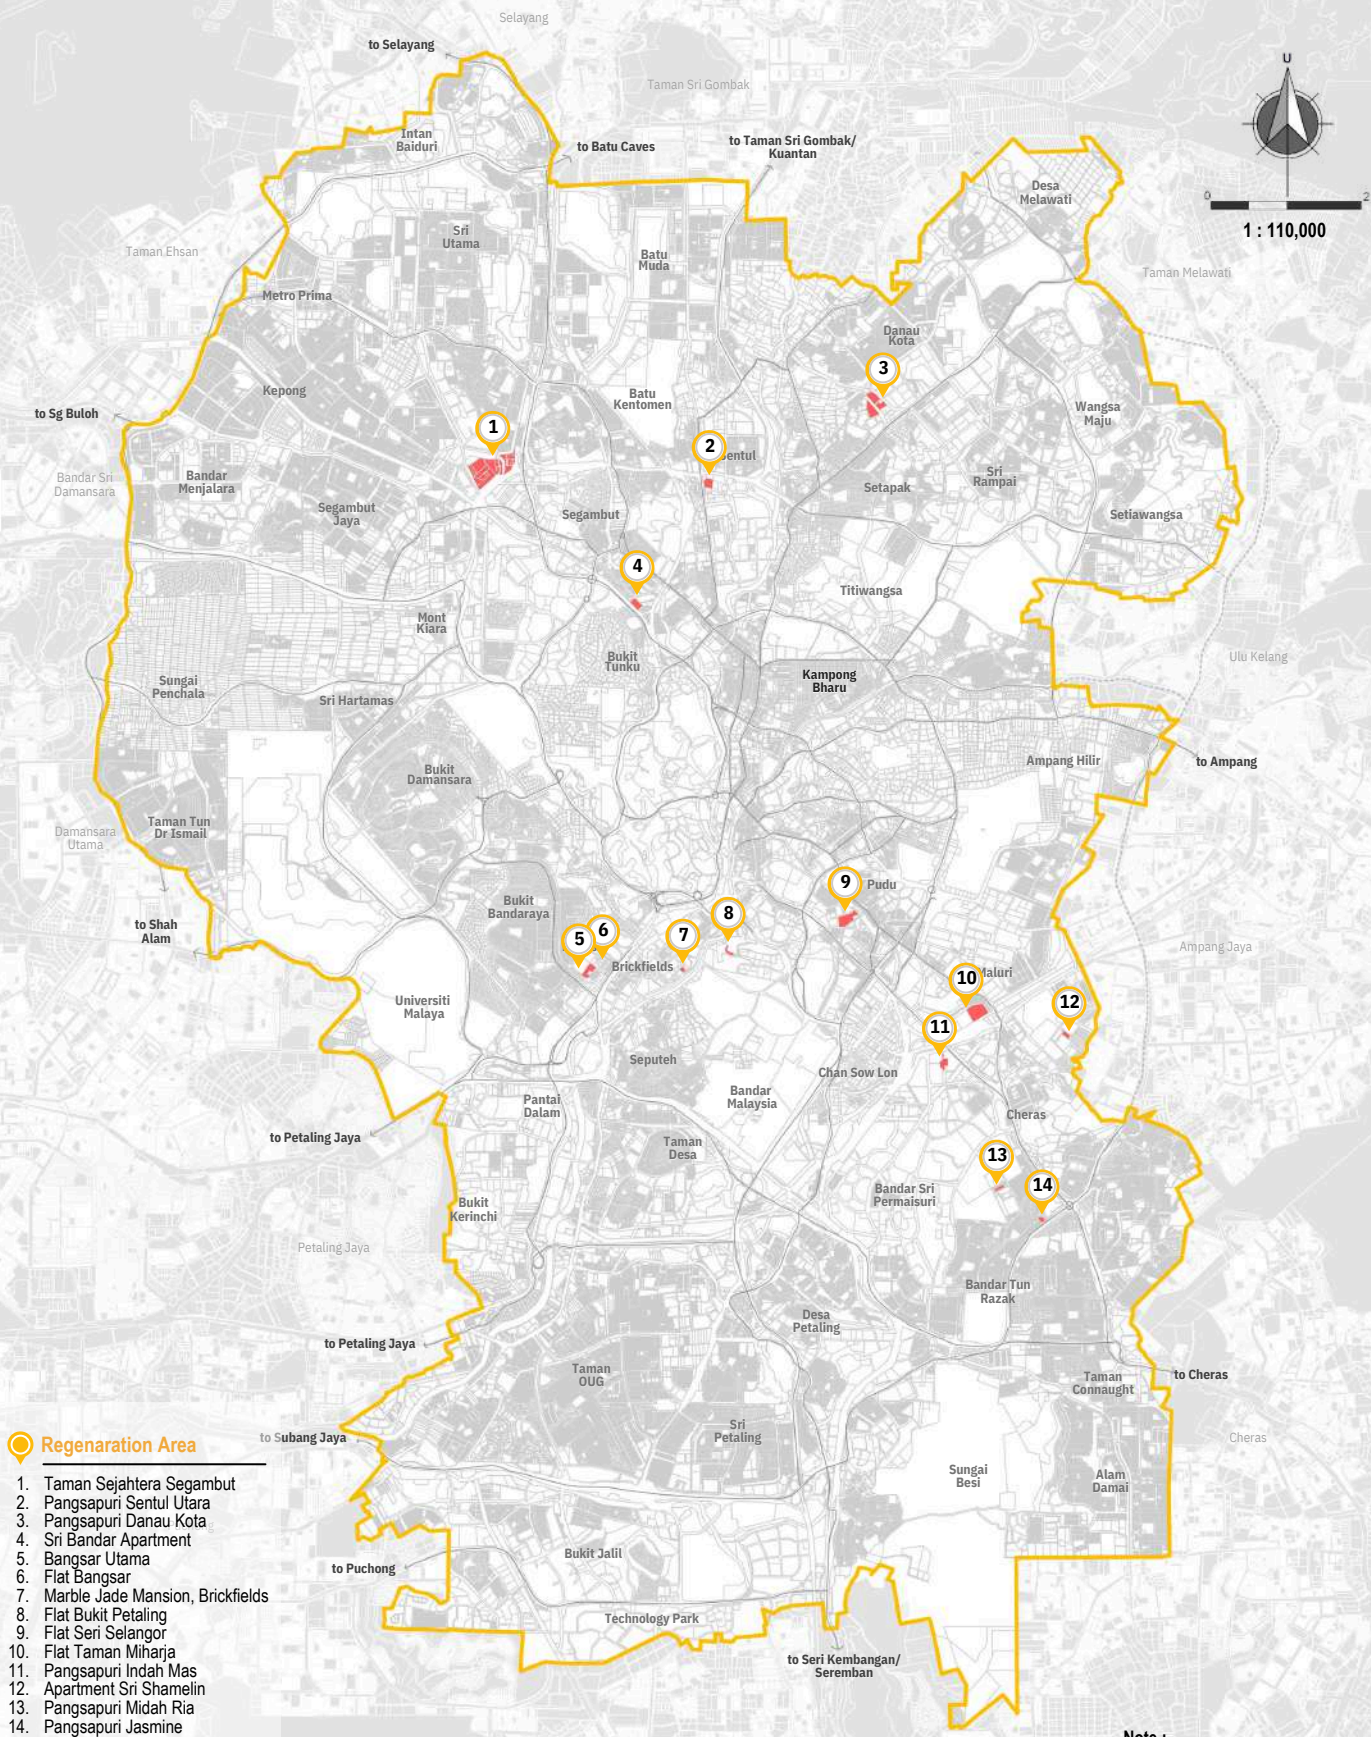 Selayang
to Selayang
Taman Sri Gombak
U
Intan
Baiduri
to Batu Caves
to Taman Sri Gombak/
Kuantan
Desa
Melawati
0
2
1 : 110,000
Sri
Utama
Taman Ehsan
Batu
Muda
Taman Melawati
Metro Prima
Danau
Kota
3
Kepong
Batu
Kentomen
Wangsa
Maju
to Sg Buloh
1
2
Sentul
Bandar Sri
Damansara
Bandar
Menjalara
Setapak
Sri
Rampai
Segambut
Jaya
Segambut
Setiawangsa
4
Titiwangsa
Mont
Kiara
Bukit
Tunku
Ulu Kelang
Sungai
Penchala
Kampong
Bharu
Sri Hartamas
Bukit
Damansara
Ampang Hilir
to Ampang
Taman Tun
Dr Ismail
Damansara
Utama
9
Pudu
Bukit
Bandaraya
8
to Shah
Alam
5
6
7
Ampang Jaya
Brickfields
10
Maluri
Universiti
Malaya
12
11
Seputeh
Chan Sow Lon
Bandar
Malaysia
Pantai
Dalam
Cheras
to Petaling Jaya
Taman
Desa
13
Bandar Sri
Permaisuri
14
Bukit
Kerinchi
Petaling Jaya
Bandar Tun
Razak
Desa
Petaling
to Petaling Jaya
Taman
OUG
Taman
Connaught
to Cheras
Sri
Petaling
Cheras
to Subang Jaya
Sungai
Besi
Alam
Damai
Bukit Jalil
to Puchong
Technology Park
to Seri Kembangan/
Seremban
Regenaration Area
1. Taman Sejahtera Segambut
2. Pangsapuri Sentul Utara
3. Pangsapuri Danau Kota
4. Sri Bandar Apartment
5. Bangsar Utama
6. Flat Bangsar
7. Marble Jade Mansion, Brickfields
8. Flat Bukit Petaling
9. Flat Seri Selangor
10. Flat Taman Miharja
11. Pangsapuri Indah Mas
12. Apartment Sri Shamelin
13. Pangsapuri Midah Ria
14. Pangsapuri Jasmine
Note :